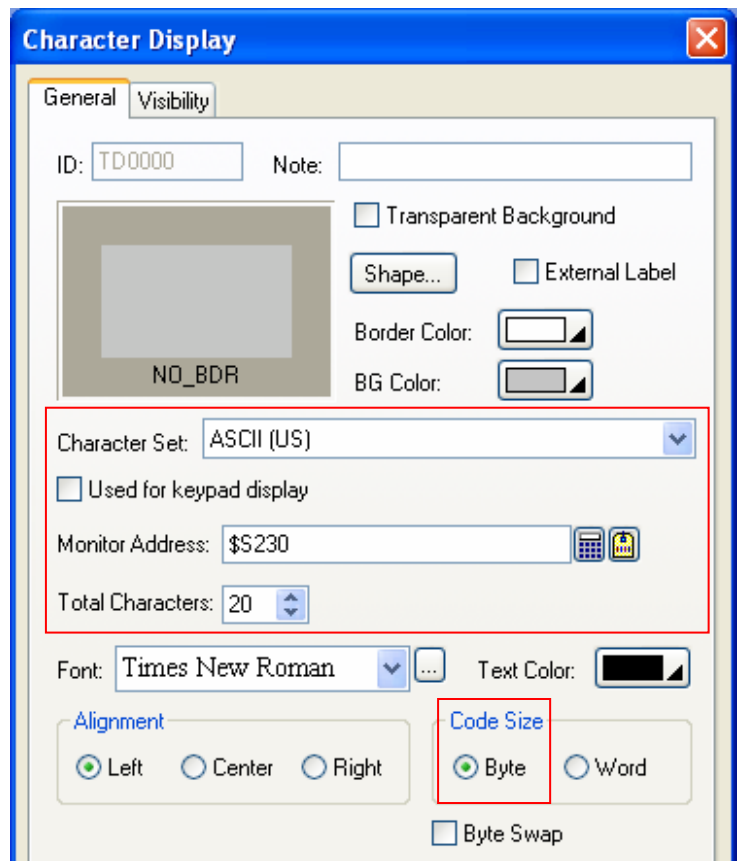 Character Display
General Visibility
ID: TD0000 Note:
Transparent Background
Shape... External Label
Border Color:
NO_BDR
BG Color:
Character Set: ASCII (US)
Used for keypad display
Monitor Address: $S230
Total Characters: 20
Font: Times New Roman ... Text Color:
Alignment Code Size
Left Center Right Byte Word
Byte Swap